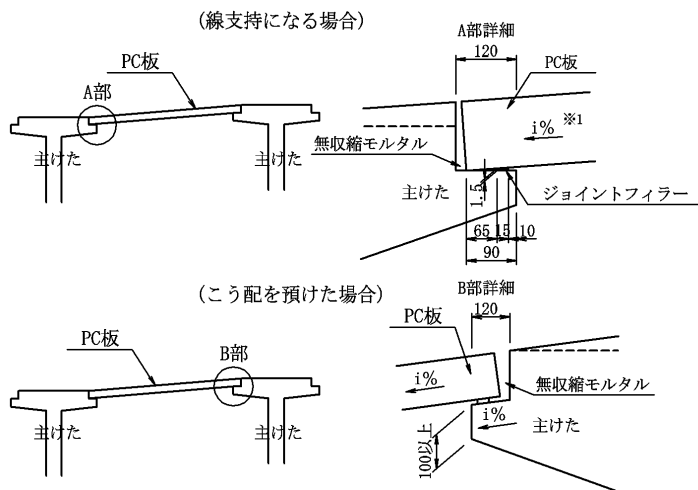 (線支持になる場合)
PC板
A部
主けた
主けた
A部詳細
120
PC板
i% ※1
無収縮モルタル
主けた
1.5
ジョイントフィラー
65 15 10
90
(こう配を預けた場合)
PC板
B部
主けた
主けた
B部詳細
120
PC板
i%
無収縮モルタル
i%
主けた
100以上